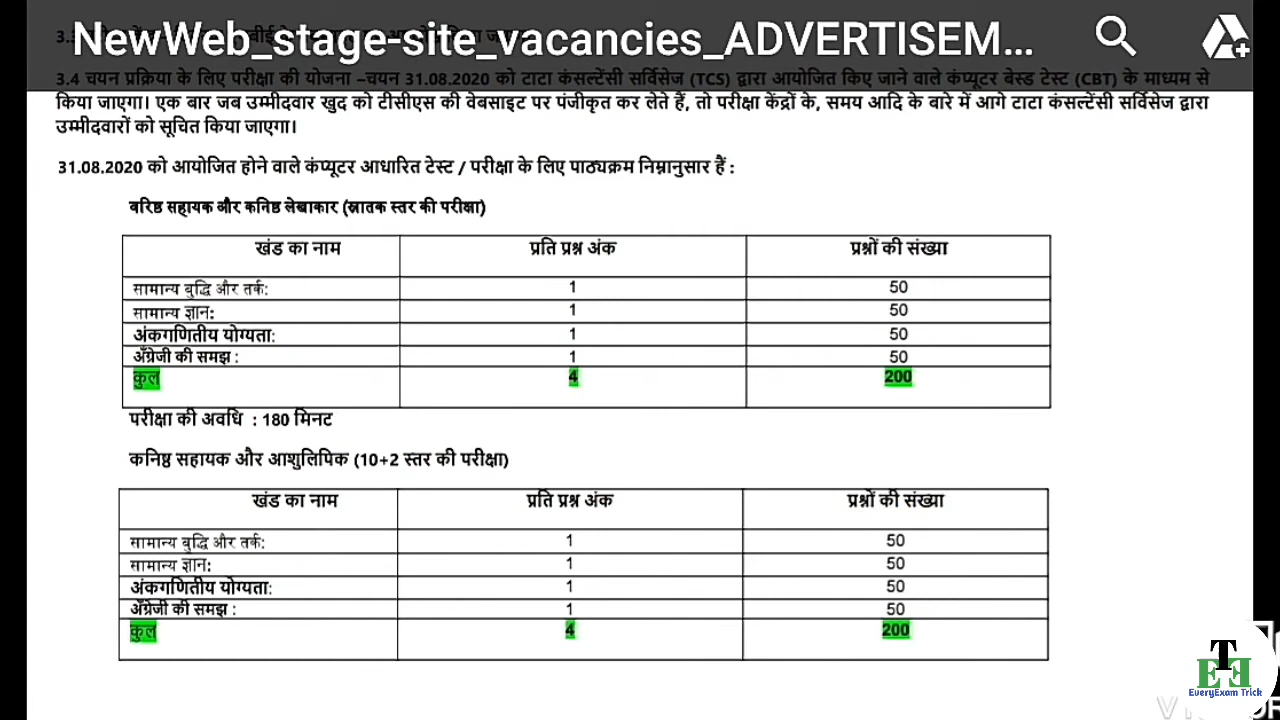 NewWeb_stage-site_vacancies_ADVERTISEM...
3.4 चयन प्रक्रिया के लिए परीक्षा की योजना –चयन 31.08.2020 को टाटा कंसल्टेंसी सर्विसेज (TCS) द्वारा आयोजित किए जाने वाले कंप्यूटर बेस्ड टेस्ट (CBT) के माध्यम से
किया जाएगा। एक बार जब उम्मीदवार खुद को टीसीएस की वेबसाइट पर पंजीकृत कर लेते हैं, तो परीक्षा केंद्रों के, समय आदि के बारे में आगे टाटा कंसल्टेंसी सर्विसेज द्वारा
उम्मीदवारों को सूचित किया जाएगा।
31.08.2020 को आयोजित होने वाले कंप्यूटर आधारित टेस्ट / परीक्षा के लिए पाठ्यक्रम निम्नानुसार हैं :
वरिष्ठ सहायक और कनिष्ठ लेखाकार (स्नातक स्तर की परीक्षा)
खंड का नाम प्रति प्रश्न अंक प्रश्नों की संख्या
सामान्य बुद्धि और तर्क: 1 50
सामान्य ज्ञान: 1 50
अंकगणितीय योग्यता: 1 50
अँग्रेजी की समझ : 1 50
कुल 4 200
परीक्षा की अवधि : 180 मिनट
कनिष्ठ सहायक और आशुलिपिक (10+2 स्तर की परीक्षा)
खंड का नाम प्रति प्रश्न अंक प्रश्नों की संख्या
सामान्य बुद्धि और तर्क: 1 50
सामान्य ज्ञान: 1 50
अंकगणितीय योग्यता: 1 50
अँग्रेजी की समझ : 1 50
कुल 4 200
TEE
EveryExam Trick